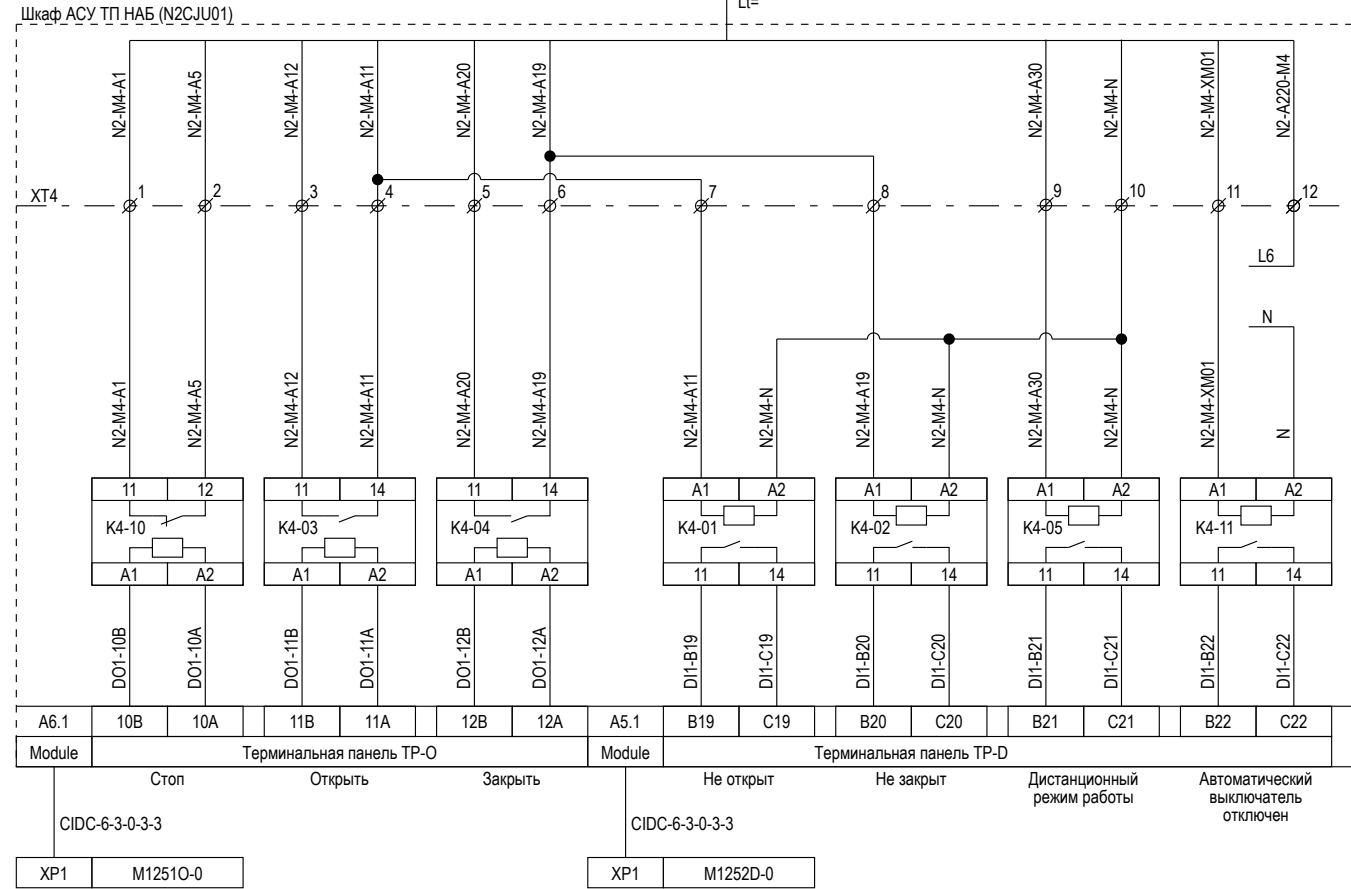 Lt=
Шкаф АСУ ТП НАБ (N2CJU01)
N2-M4-A1
N2-M4-A5
N2-M4-A12
N2-M4-A11
N2-M4-A20
N2-M4-A19
N2-M4-A30
N2-M4-N
N2-M4-XM01
N2-A220-M4
XT4
1
2
3
4
5
6
7
8
9
10
11
12
L6
N
N2-M4-A1
N2-M4-A5
N2-M4-A12
N2-M4-A11
N2-M4-A20
N2-M4-A19
N2-M4-A11
N2-M4-N
N2-M4-A19
N2-M4-N
N2-M4-A30
N2-M4-N
N2-M4-XM01
N
11 12
11 14
11 14
A1 A2
A1 A2
A1 A2
A1 A2
K4-10
K4-03
K4-04
K4-01
K4-02
K4-05
K4-11
A1 A2
A1 A2
A1 A2
11 14
11 14
11 14
11 14
DO1-10B
DO1-10A
DO1-11B
DO1-11A
DO1-12B
DO1-12A
DI1-B19
DI1-C19
DI1-B20
DI1-C20
DI1-B21
DI1-C21
DI1-B22
DI1-C22
A6.1 10B 10A 11B 11A 12B 12A A5.1 B19 C19 B20 C20 B21 C21 B22 C22
Module Терминальная панель TP-O Module Терминальная панель TP-D
Стоп
Открыть
Закрыть
Не открыт
Не закрыт
Дистанционный
режим работы
Автоматический
выключатель
отключен
CIDC-6-3-0-3-3
CIDC-6-3-0-3-3
XP1 M1251O-0
XP1 M1252D-0